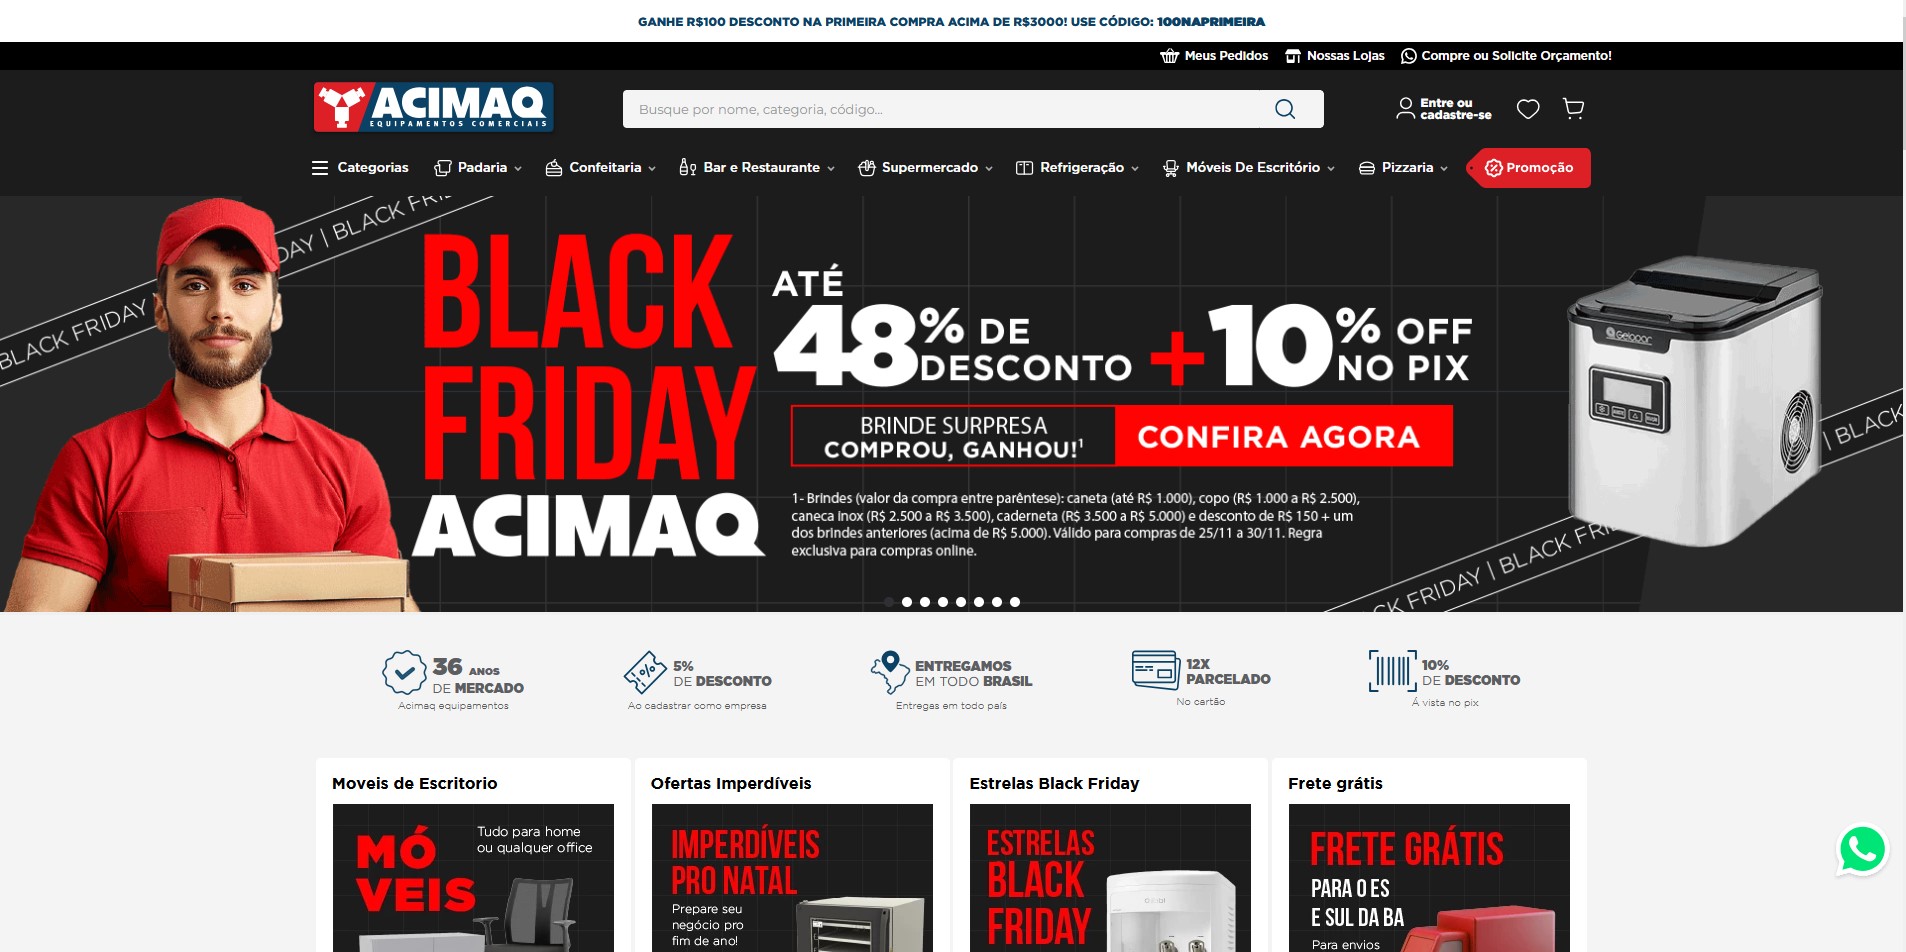 GANHE R$100 DESCONTO NA PRIMEIRA COMPRA ACIMA DE R$3000! USE CÓDIGO: 100NAPRIMEIRA
Meus Pedidos Nossas Lojas Compre ou Solicite Orçamento!
ACIMAQ
EQUIPAMENTOS COMERCIAIS
Busque por nome, categoria, código...
Entre ou
cadastre-se
Categorias Padaria Confeitaria Bar e Restaurante Supermercado Refrigeração Móveis De Escritório Pizzaria Promoção
BLACK FRIDAY
DAY | BLACK FRI
BLACK
FRIDAY
ACIMAQ
ATÉ
48% DE DESCONTO + 10% OFF NO PIX
BRINDE SURPRESA
COMPROU, GANHOU!¹
CONFIRA AGORA
1- Brindes (valor da compra entre parêntese): caneta (até R$ 1.000), copo (R$ 1.000 a R$ 2.500),
caneca inox (R$ 2.500 a R$ 3.500), caderneta (R$ 3.500 a R$ 5.000) e desconto de R$ 150 + um
dos brindes anteriores (acima de R$ 5.000). Válido para compras de 25/11 a 30/11. Regra
exclusiva para compras online.
Gelopar
| BLACK
CK FRIDAY | BLACK FRI
36 ANOS
DE MERCADO
Acimaq equipamentos
5%
DE DESCONTO
Ao cadastrar como empresa
ENTREGAMOS
EM TODO BRASIL
Entregas em todo país
12X
PARCELADO
No cartão
10%
DE DESCONTO
Á vista no pix
Moveis de Escritorio
MÓ
VEIS
Tudo para home
ou qualquer office
Ofertas Imperdíveis
IMPERDÍVEIS
PRO NATAL
Prepare seu
negócio pro
fim de ano!
Estrelas Black Friday
ESTRELAS
BLACK
FRIDAY
Frete grátis
FRETE GRÁTIS
PARA O ES
E SUL DA BA
Para envios